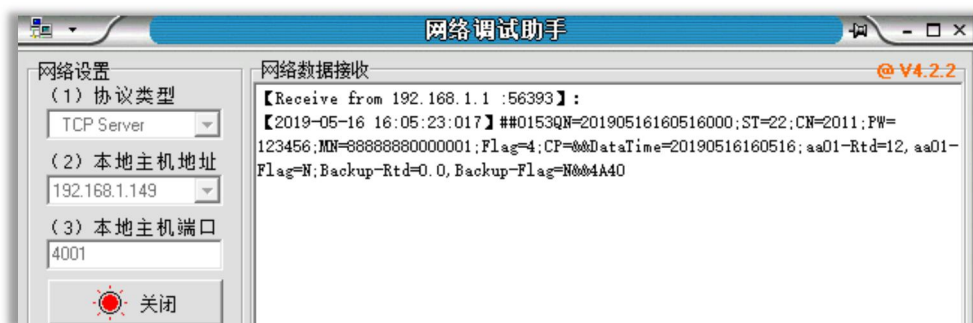 网络调试助手
网络设置
(1) 协议类型
TCP Server
(2) 本地主机地址
192.168.1.149
(3) 本地主机端口
4001
关闭
网络数据接收
@ V4.2.2
【Receive from 192.168.1.1 :56393】:
【2019-05-16 16:05:23:017】##0153QN=20190516160516000;ST=22;CN=2011;PW=
123456;MN=88888880000001;Flag=4;CP=&&DataTime=20190516160516;aa01-Rtd=12,aa01-
Flag=N;Backup-Rtd=0.0,Backup-Flag=N&&4A40